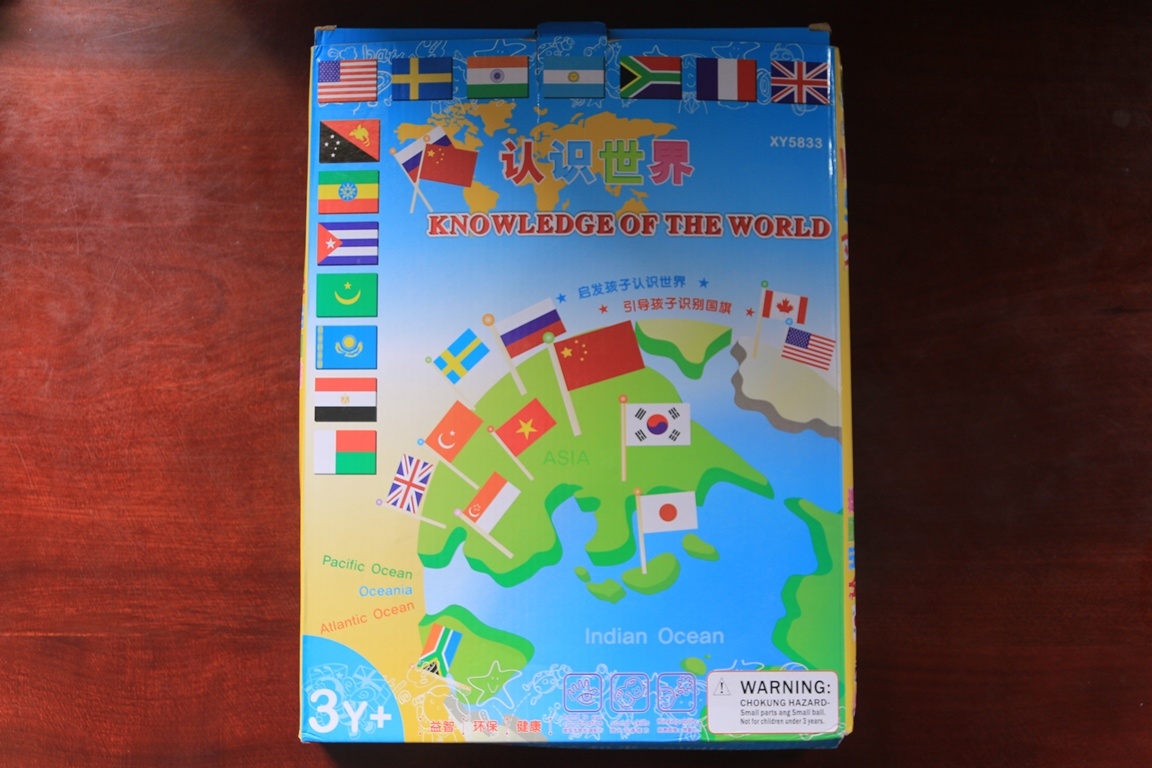 XY5833
认识世界
KNOWLEDGE OF THE WORLD
启发孩子认识世界
引导孩子识别国旗
ASIA
Pacific Ocean
Oceania
Atlantic Ocean
Indian Ocean
3Y+
益智 | 环保 | 健康
WARNING:
CHOKUNG HAZARD-
Small parts ang Small ball.
Not for children under 3 years.